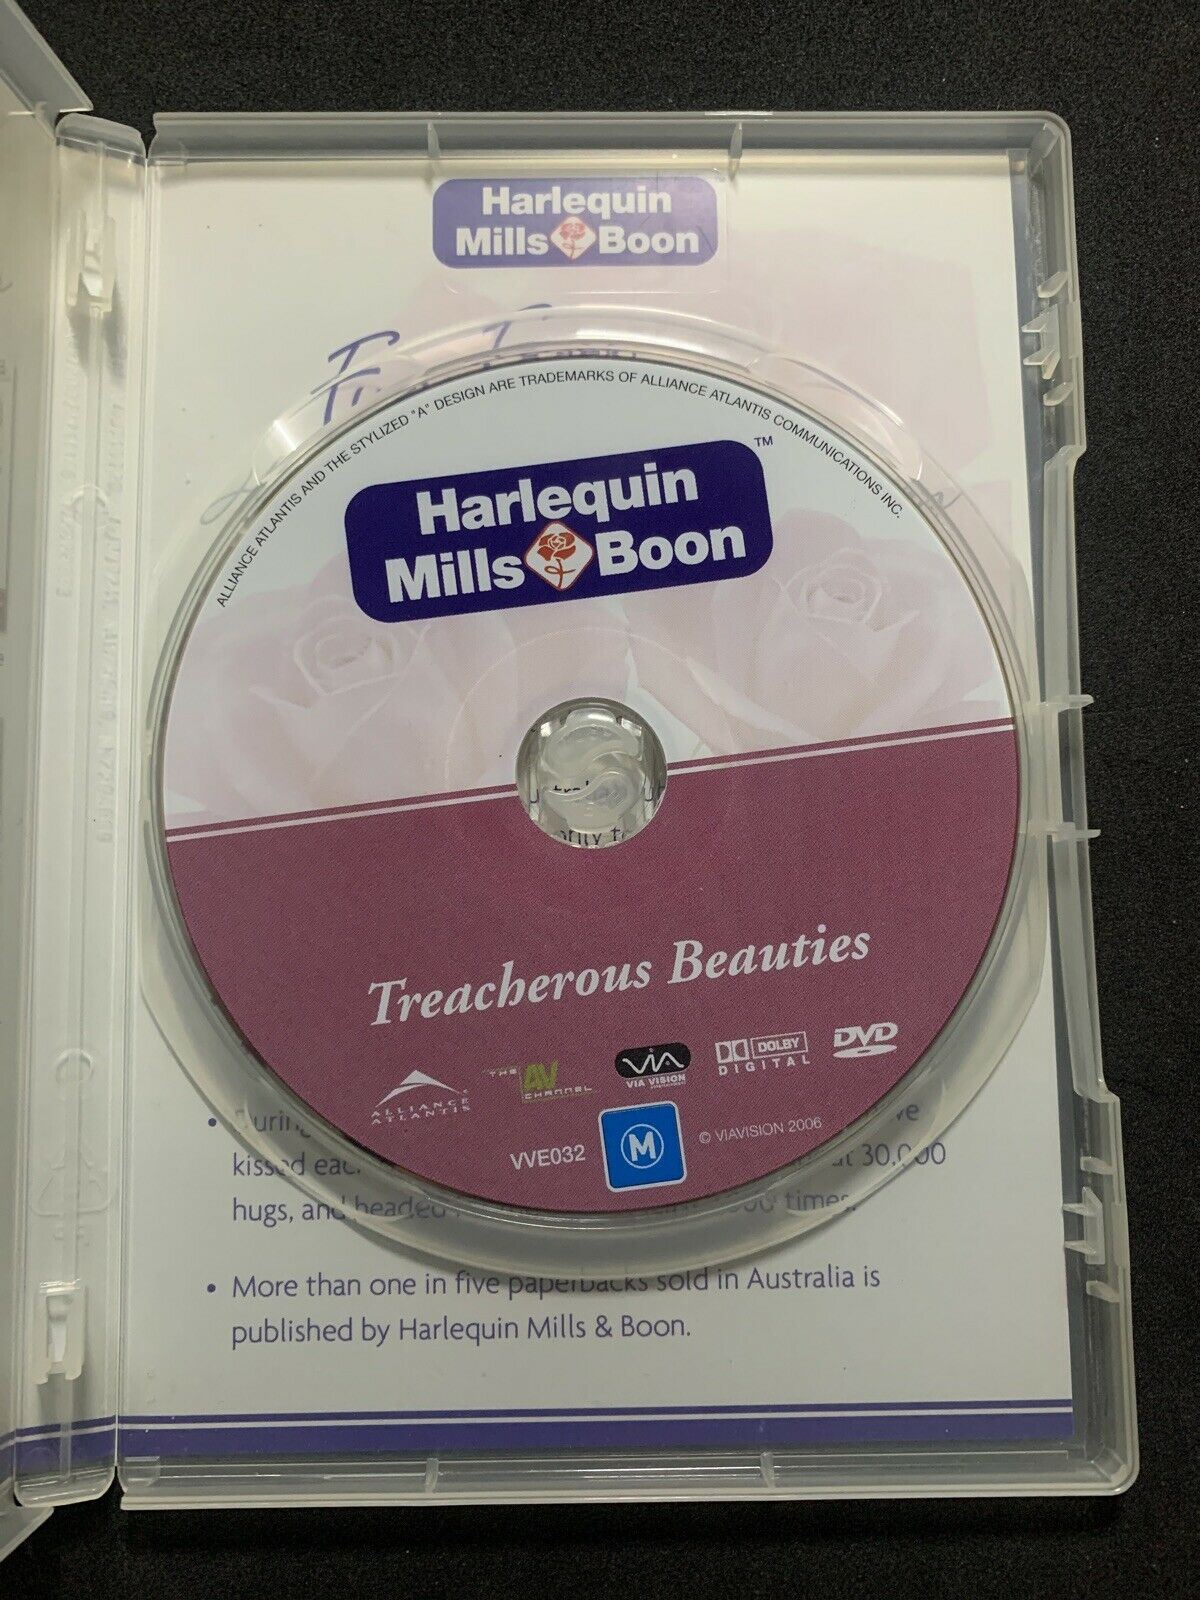 Harlequin
Mills Boon
ALLIANCE ATLANTIS AND THE STYLIZED "A" DESIGN ARE TRADEMARKS OF ALLIANCE ATLANTIS COMMUNICATIONS INC.
Harlequin ™
Mills Boon
Treacherous Beauties
ALLIANCE
ATLANTIS
THE
AV
CHANNEL
VIA
VIA VISION
DOLBY
DIGITAL
DVD
VVE032
M
© VIAVISION 2006
kissed
30,000
hugs, and headed times.
• More than one in five paperbacks sold in Australia is
published by Harlequin Mills & Boon.